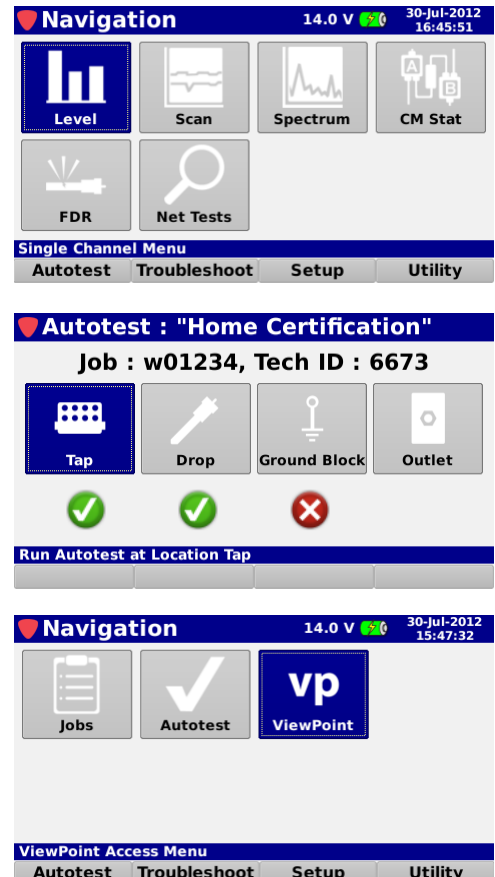 Navigation 14.0 V 30-Jul-2012
16:45:51
Level Scan Spectrum CM Stat
A
B
FDR Net Tests
Single Channel Menu
Autotest Troubleshoot Setup Utility
Autotest : "Home Certification"
Job : w01234, Tech ID : 6673
Tap Drop Ground Block Outlet
Run Autotest at Location Tap
Navigation 14.0 V 30-Jul-2012
15:47:32
vp
Jobs Autotest ViewPoint
ViewPoint Access Menu
Autotest Troubleshoot Setup Utility